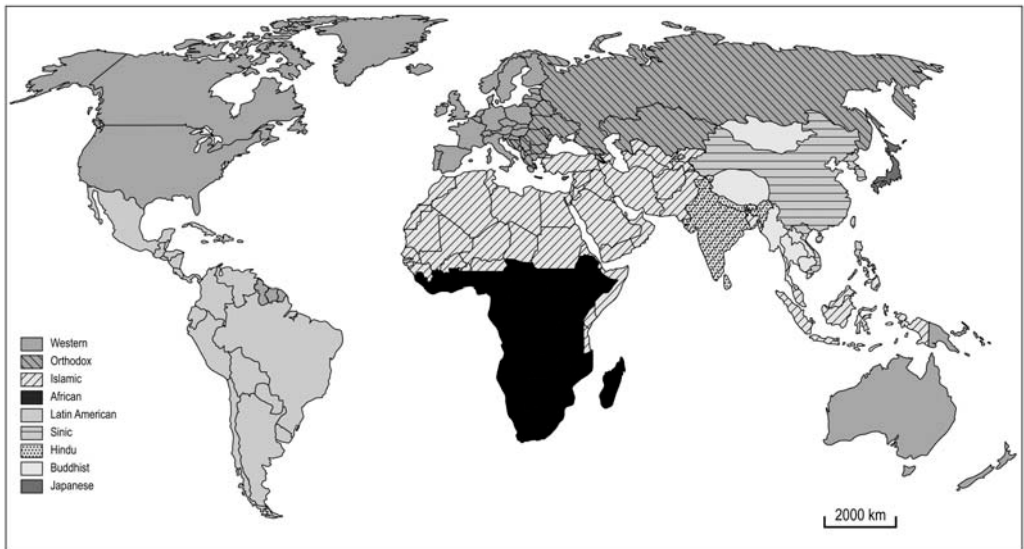 Western
Orthodox
Islamic
African
Latin American
Sinic
Hindu
Buddhist
Japanese
2000 km